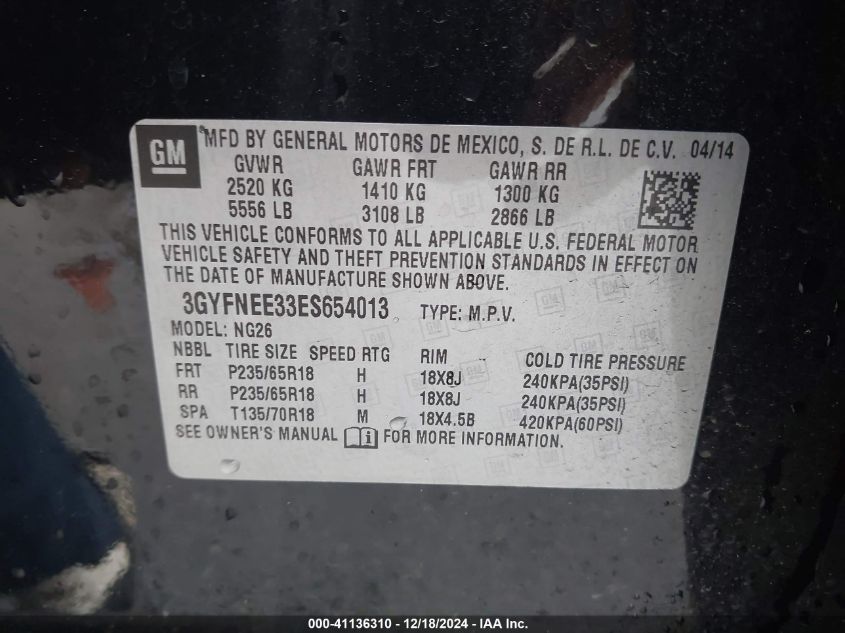 GM MFD BY GENERAL MOTORS DE MEXICO, S. DE R.L. DE C.V. 04/14
GVWR GAWR FRT GAWR RR
2520 KG 1410 KG 1300 KG
5556 LB 3108 LB 2866 LB
THIS VEHICLE CONFORMS TO ALL APPLICABLE U.S. FEDERAL MOTOR
VEHICLE SAFETY AND THEFT PREVENTION STANDARDS IN EFFECT ON
THE DATE OF MANUFACTURE SHOWN ABOVE.
3GYFNEE33ES654013 TYPE: M.P.V.
MODEL: NG26
NBBL TIRE SIZE SPEED RTG RIM COLD TIRE PRESSURE
FRT P235/65R18 H 18X8J 240KPA(35PSI)
RR P235/65R18 H 18X8J 240KPA(35PSI)
SPA T135/70R18 M 18X4.5B 420KPA(60PSI)
SEE OWNER'S MANUAL FOR MORE INFORMATION.
000-41136310 - 12/18/2024 - IAA Inc.